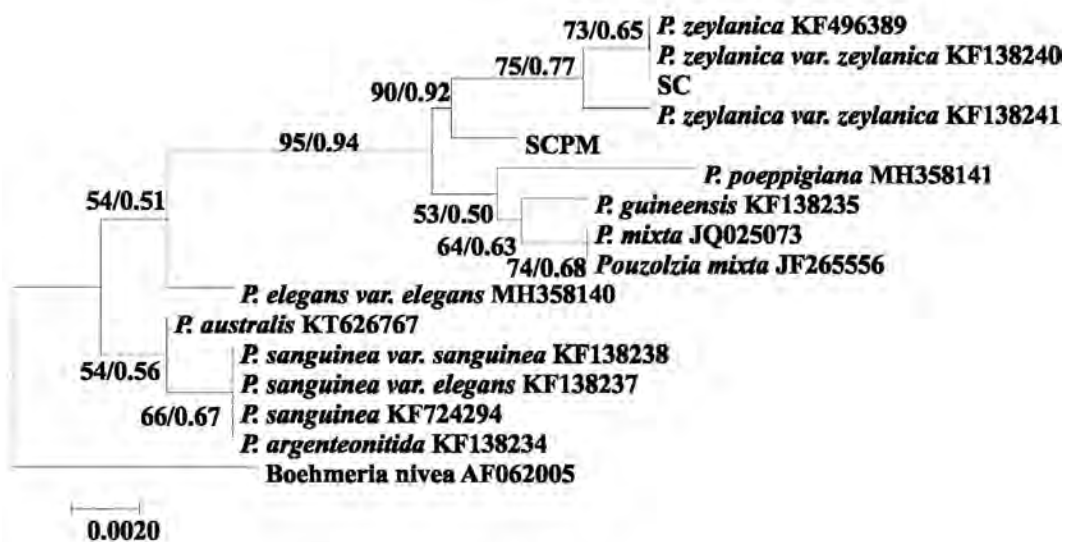 73/0.65
P. zeylanica KF496389
P. zeylanica var. zeylanica KF138240
75/0.77
SC
90/0.92
P. zeylanica var. zeylanica KF138241
95/0.94
SCPM
P. poeppigiana MH358141
54/0.51
53/0.50
P. guineensis KF138235
64/0.63
P. mixta JQ025073
74/0.68
Pouzolzia mixta JF265556
P. elegans var. elegans MH358140
P. australis KT626767
54/0.56
P. sanguinea var. sanguinea KF138238
P. sanguinea var. elegans KF138237
66/0.67
P. sanguinea KF724294
P. argenteonitida KF138234
Boehmeria nivea AF062005
0.0020